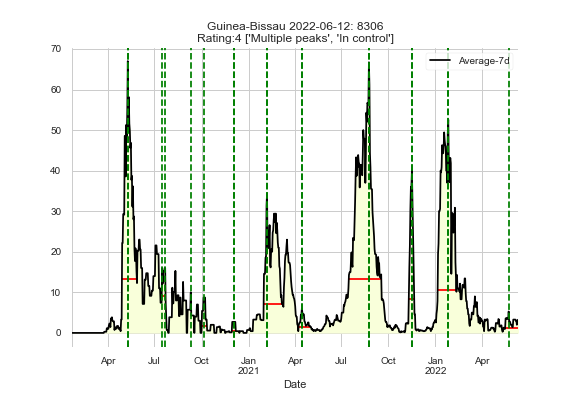 Guinea-Bissau 2022-06-12: 8306
Rating:4 ['Multiple peaks', 'In control']
Average-7d
70
60
50
40
30
20
10
0
Apr Jul Oct Jan Apr Jul Oct Jan Apr
2021 2022
Date